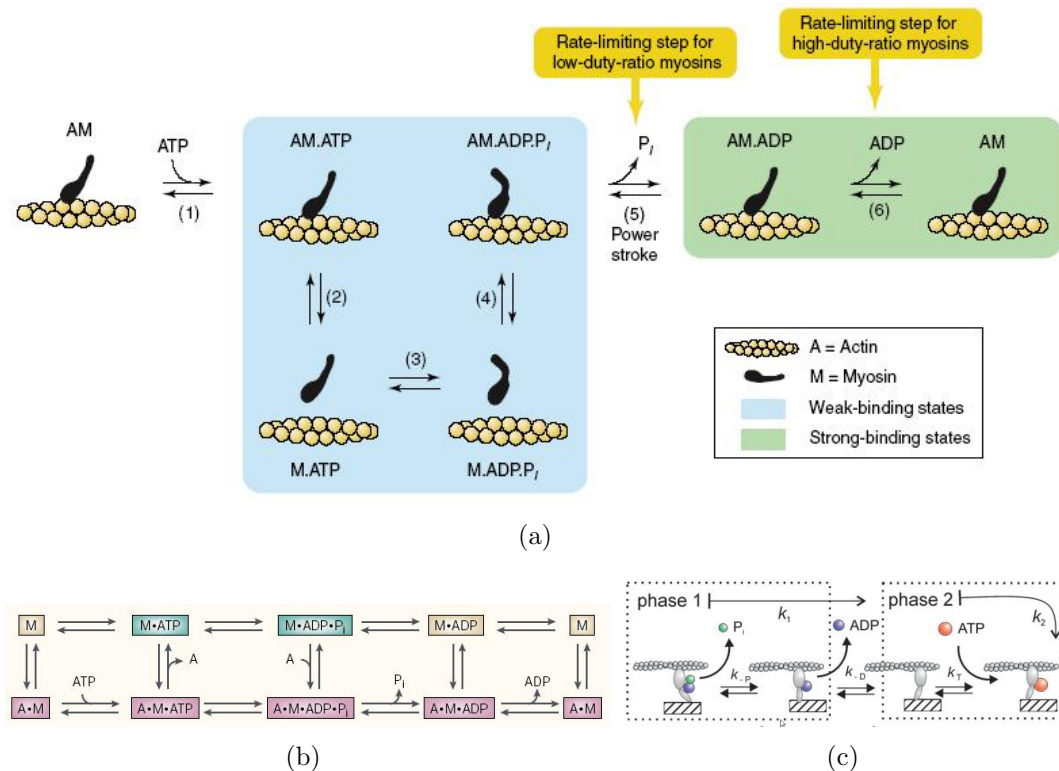 Rate-limiting step for
low-duty-ratio myosins
Rate-limiting step for
high-duty-ratio myosins
AM
ATP
(1)
AM.ATP
AM.ADP.PI
(2)
(4)
(3)
M.ATP
M.ADP.PI
PI
(5)
Power
stroke
AM.ADP
ADP
AM
(6)
A = Actin
M = Myosin
Weak-binding states
Strong-binding states
(a)
M
M•ATP
M•ADP•Pi
M•ADP
M
A
A
ATP
Pi
ADP
A•M
A•M•ATP
A•M•ADP•Pi
A•M•ADP
A•M
(b)
phase 1
k1
phase 2
k2
Pi
ADP
ATP
k-P
k-D
kT
(c)